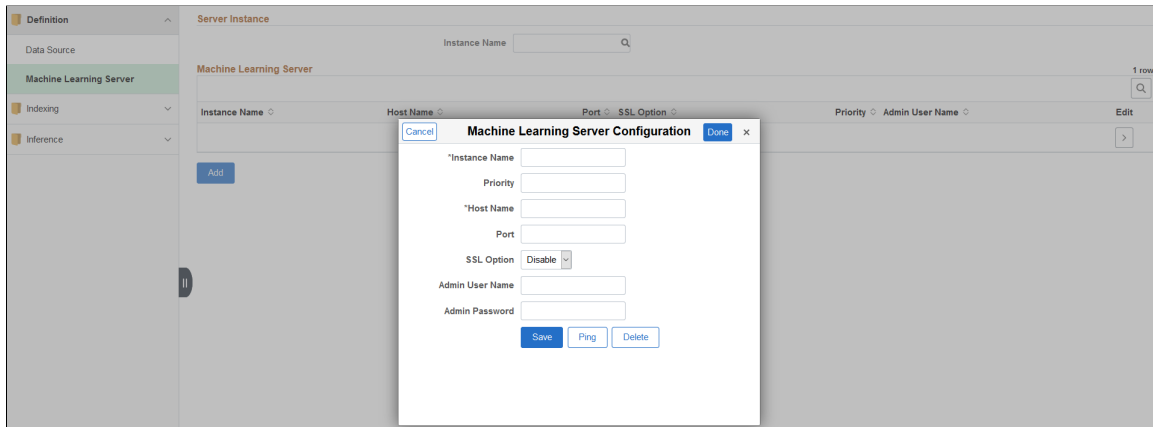 Definition
Data Source
Machine Learning Server
Indexing
Inference
Server Instance
Instance Name
Machine Learning Server
1 row
Instance Name Host Name Port SSL Option Priority Admin User Name Edit
Add
Cancel Machine Learning Server Configuration Done ×
*Instance Name
Priority
*Host Name
Port
SSL Option Disable
Admin User Name
Admin Password
Save Ping Delete